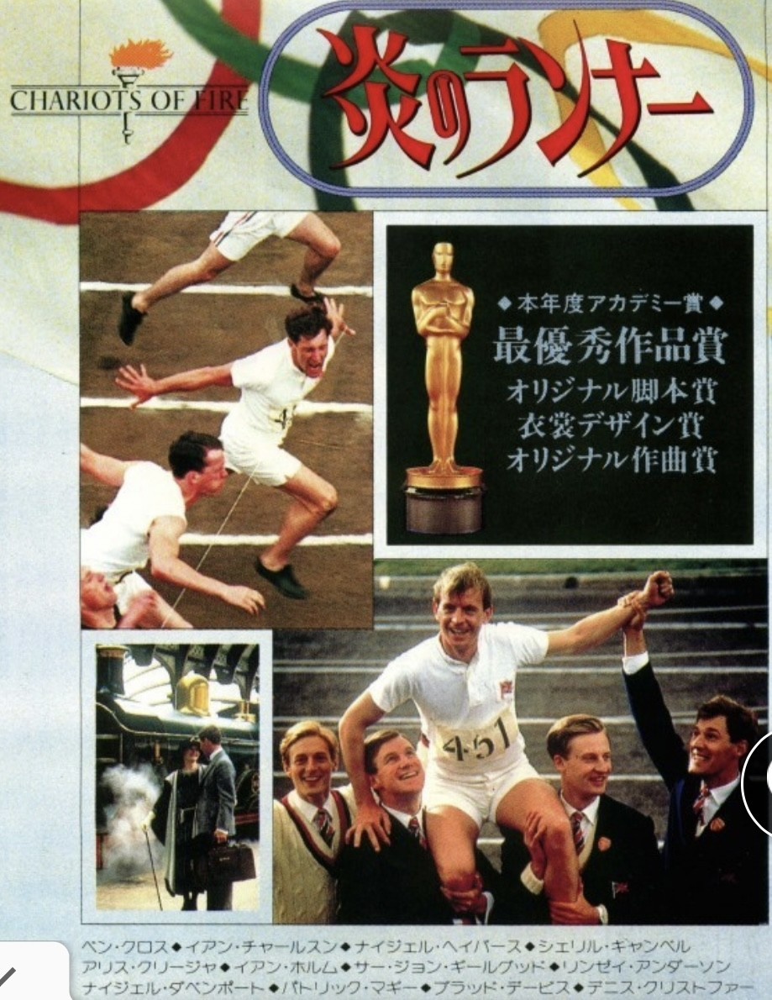 CHARIOTS OF FIRE
炎のランナー
◆本年度アカデミー賞◆
最優秀作品賞
オリジナル脚本賞
衣裳デザイン賞
オリジナル作曲賞
451
ベン・クロス◆イアン・チャールスン◆ナイジェル・ヘイバース◆シェリル・ギャンベル
アリス・クリージャ◆イアン・ホルム◆サー・ジョン・ギールグッド◆リンゼイ・アンダーソン
ナイジェル・ダベンポート◆パトリック・マギー◆ブラッド・デービス◆デニス・クリストファー